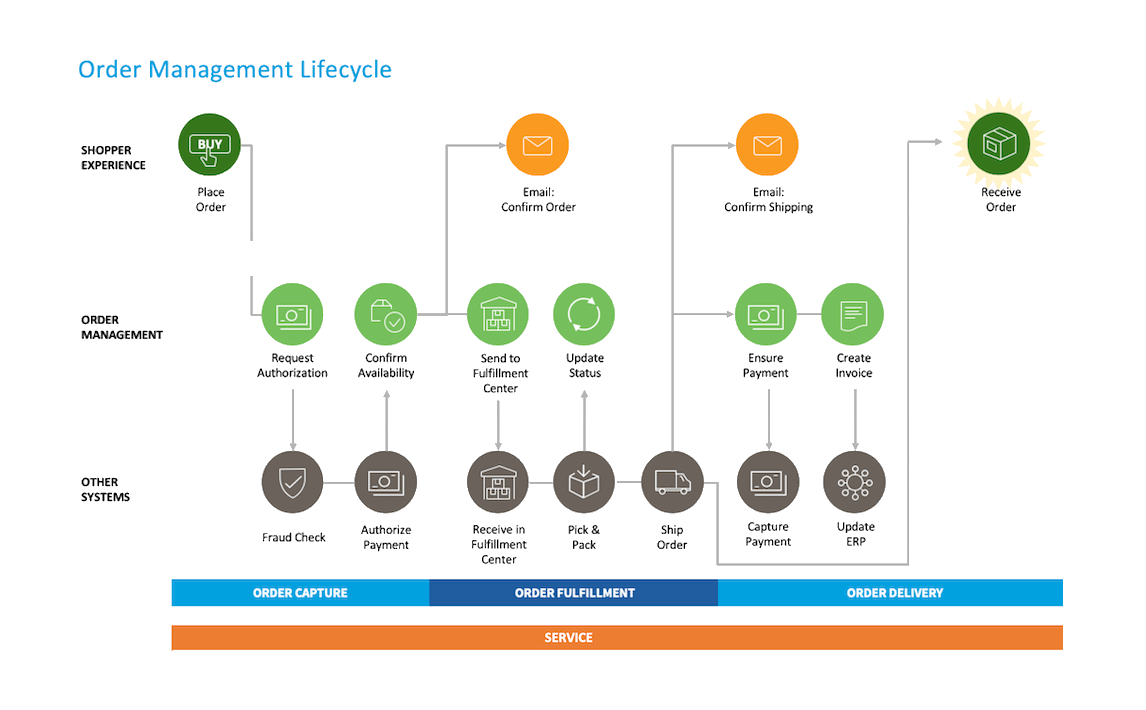 Order Management Lifecycle
SHOPPER
EXPERIENCE
BUY
Place
Order
Email:
Confirm Order
Email:
Confirm Shipping
Receive
Order
ORDER
MANAGEMENT
Request
Authorization
Confirm
Availability
Send to
Fulfillment
Center
Update
Status
Ensure
Payment
Create
Invoice
OTHER
SYSTEMS
Fraud Check
Authorize
Payment
Receive in
Fulfillment
Center
Pick &
Pack
Ship
Order
Capture
Payment
Update
ERP
ORDER CAPTURE
ORDER FULFILLMENT
ORDER DELIVERY
SERVICE